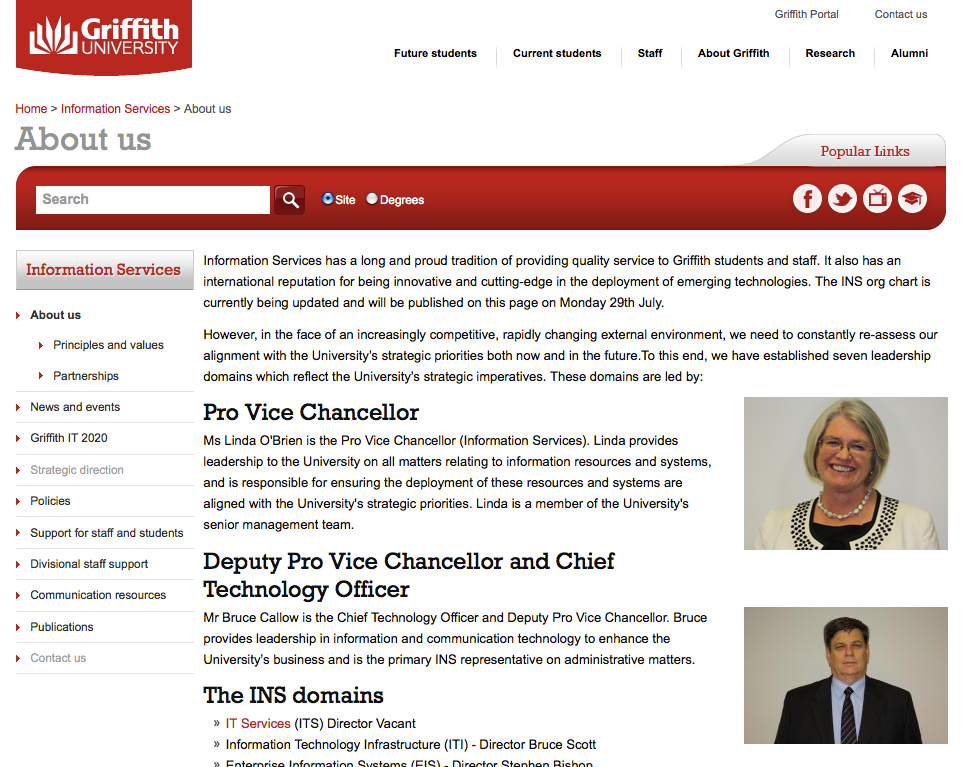 Griffith Portal
Contact us
Griffith
UNIVERSITY
Future students
Current students
Staff
About Griffith
Research
Alumni
Home > Information Services > About us
About us
Popular Links
Search
Site
Degrees
Information Services
About us
Principles and values
Partnerships
News and events
Griffith IT 2020
Strategic direction
Policies
Support for staff and students
Divisional staff support
Communication resources
Publications
Contact us
Information Services has a long and proud tradition of providing quality service to Griffith students and staff. It also has an
international reputation for being innovative and cutting-edge in the deployment of emerging technologies. The INS org chart is
currently being updated and will be published on this page on Monday 29th July.
However, in the face of an increasingly competitive, rapidly changing external environment, we need to constantly re-assess our
alignment with the University's strategic priorities both now and in the future.To this end, we have established seven leadership
domains which reflect the University's strategic imperatives. These domains are led by:
Pro Vice Chancellor
Ms Linda O'Brien is the Pro Vice Chancellor (Information Services). Linda provides
leadership to the University on all matters relating to information resources and systems,
and is responsible for ensuring the deployment of these resources and systems are
aligned with the University's strategic priorities. Linda is a member of the University's
senior management team.
Deputy Pro Vice Chancellor and Chief
Technology Officer
Mr Bruce Callow is the Chief Technology Officer and Deputy Pro Vice Chancellor. Bruce
provides leadership in information and communication technology to enhance the
University's business and is the primary INS representative on administrative matters.
The INS domains
» IT Services (ITS) Director Vacant
» Information Technology Infrastructure (ITI) - Director Bruce Scott
» Enterprise Information Systems (EIS) - Director Stephen Bishop